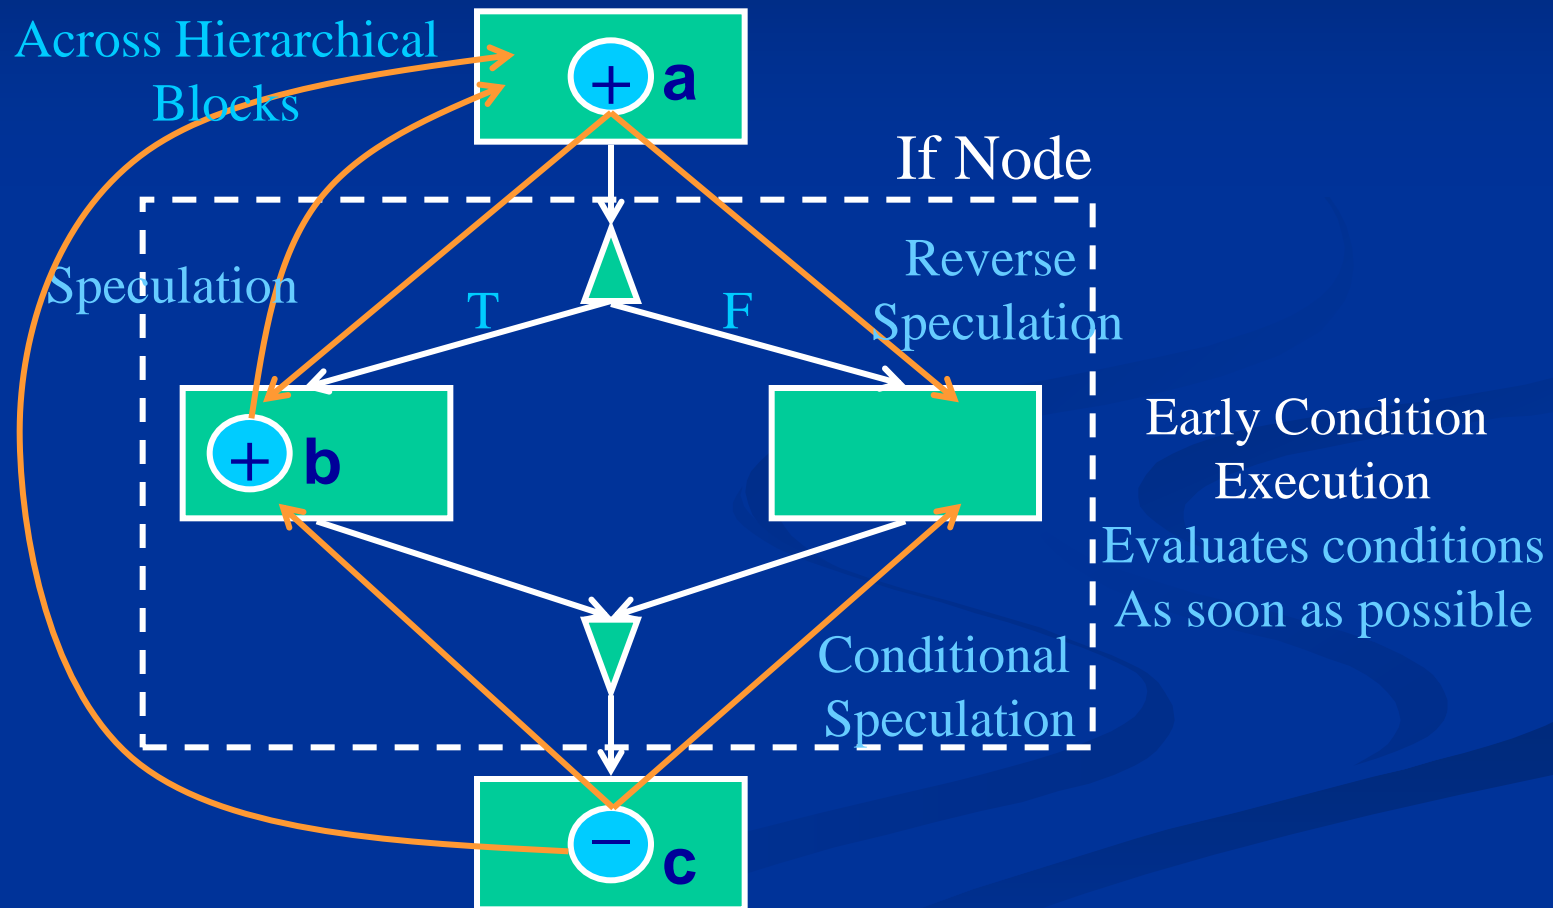 Across Hierarchical
Blocks
+ a
If Node
Speculation
T
F
Reverse
Speculation
+ b
Early Condition
Execution
Evaluates conditions
As soon as possible
Conditional
Speculation
− c